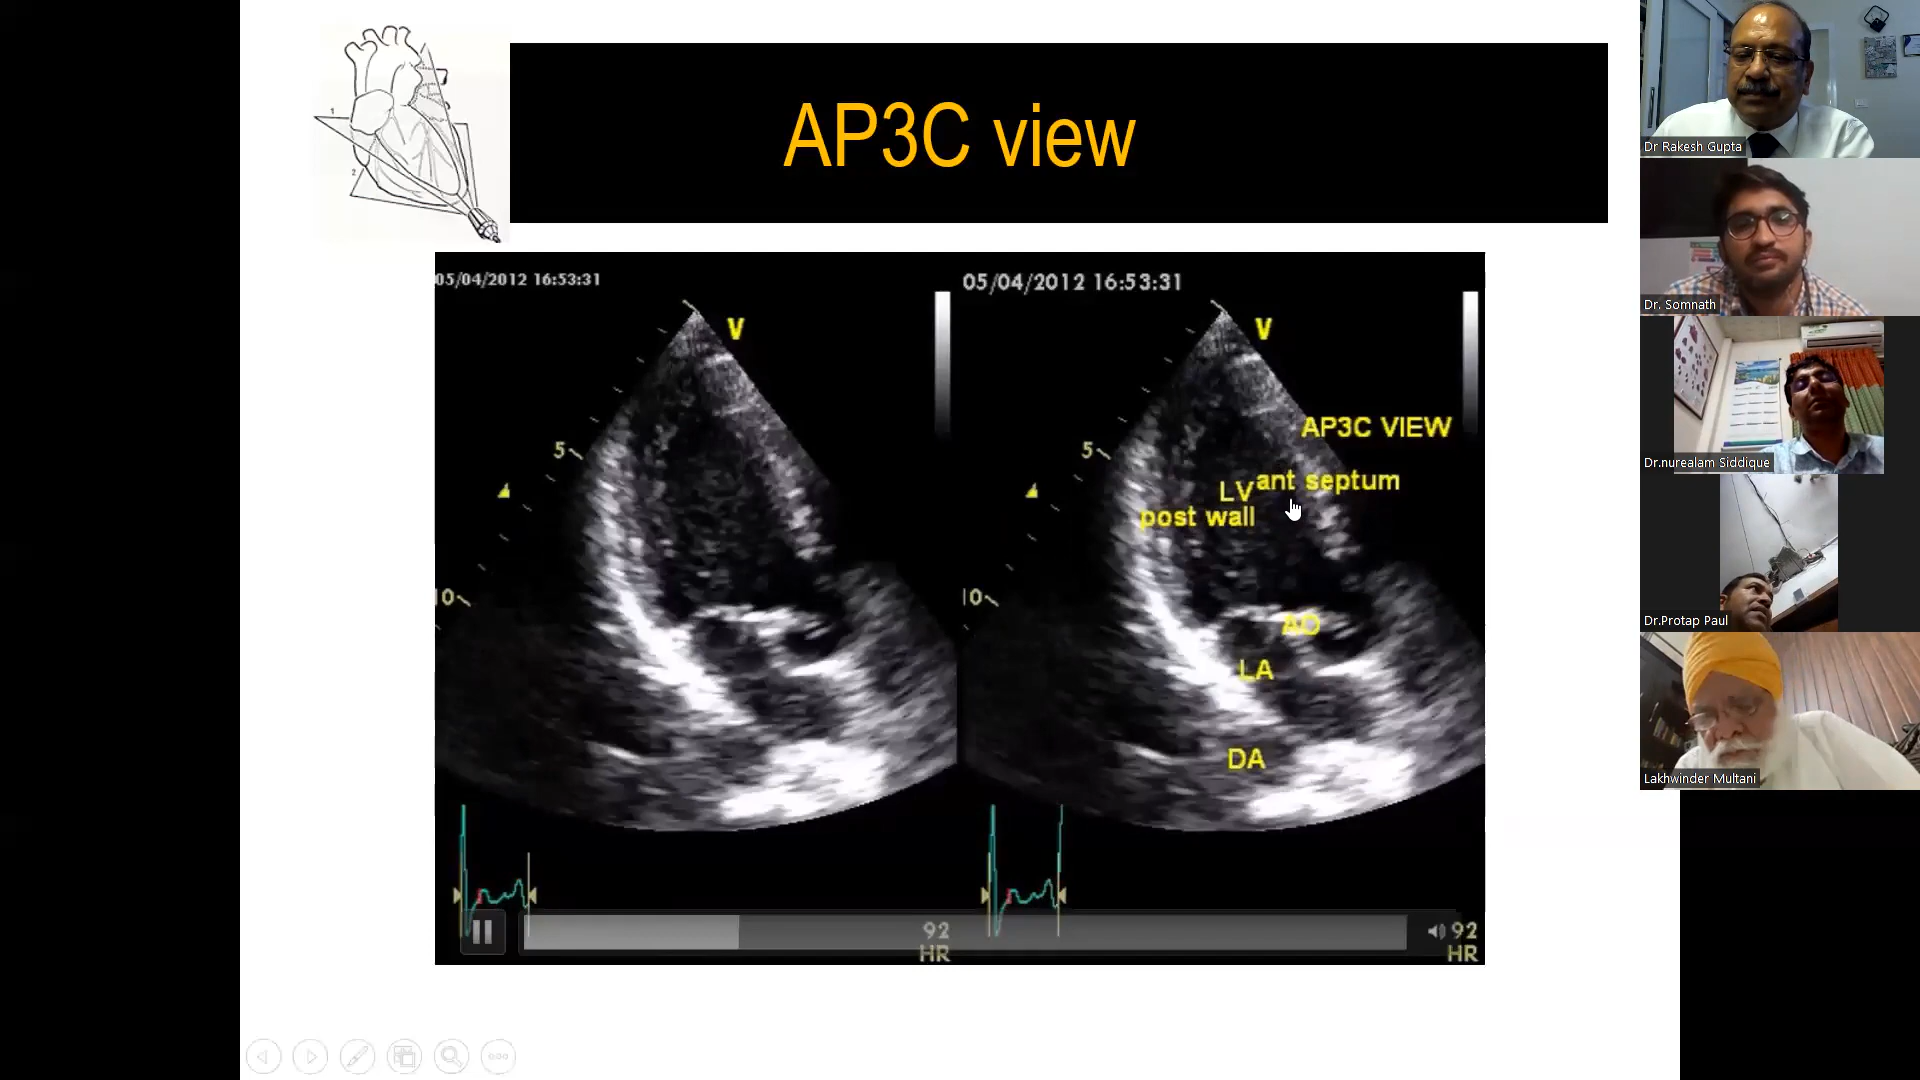 AP3C view
1
2
05/04/2012 16:53:31
V
5
10
92
HR
05/04/2012 16:53:31
V
AP3C VIEW
5
ant septum
LV
post wall
10
AO
LA
DA
92
HR
Dr Rakesh Gupta
Dr. Somnath
Dr.nurealam Siddique
Dr.Protap Paul
Lakhwinder Multani